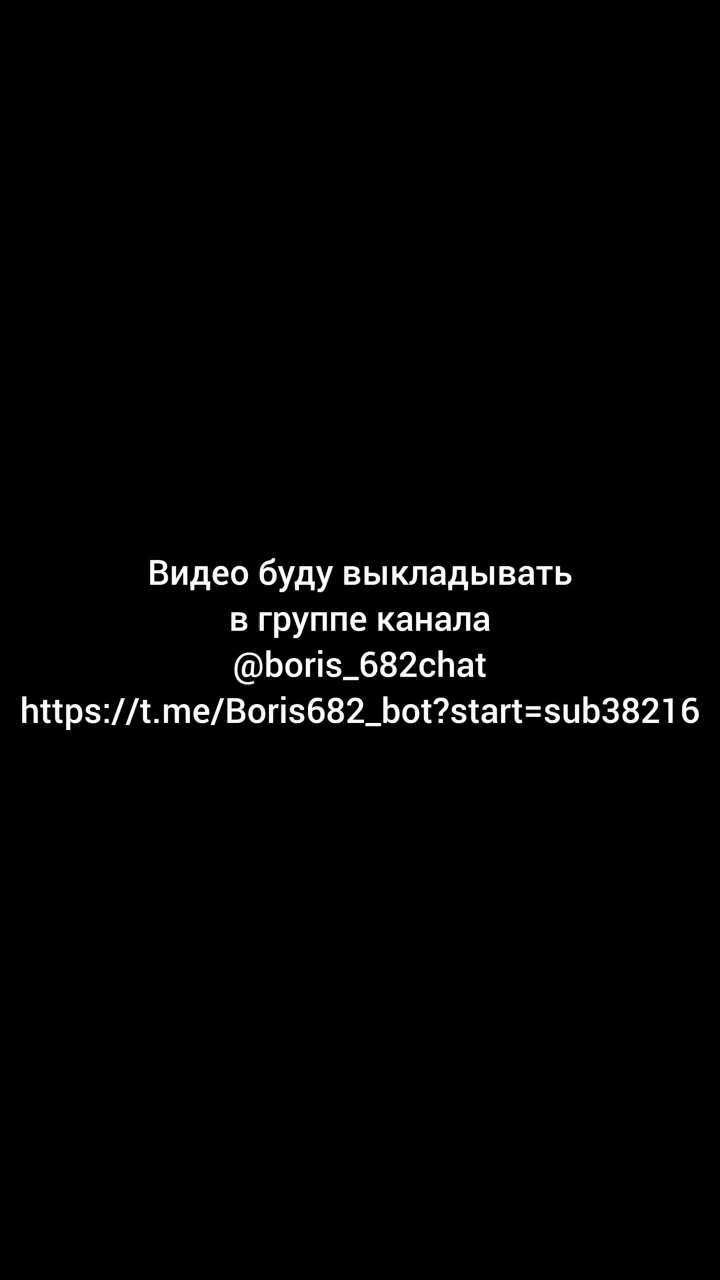 Видео буду выкладывать
в группе канала
@boris_682chat
https://t.me/Boris682_bot?start=sub38216